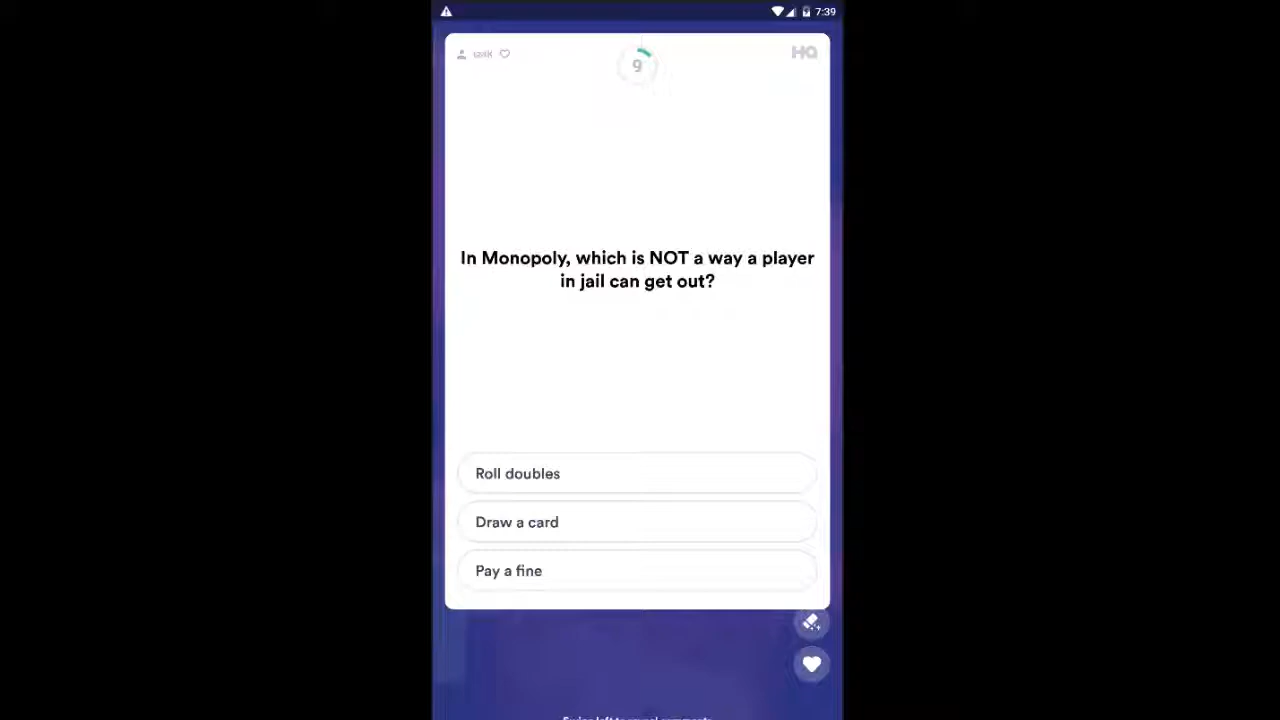 7:39
9
HQ
In Monopoly, which is NOT a way a player
in jail can get out?
Roll doubles
Draw a card
Pay a fine